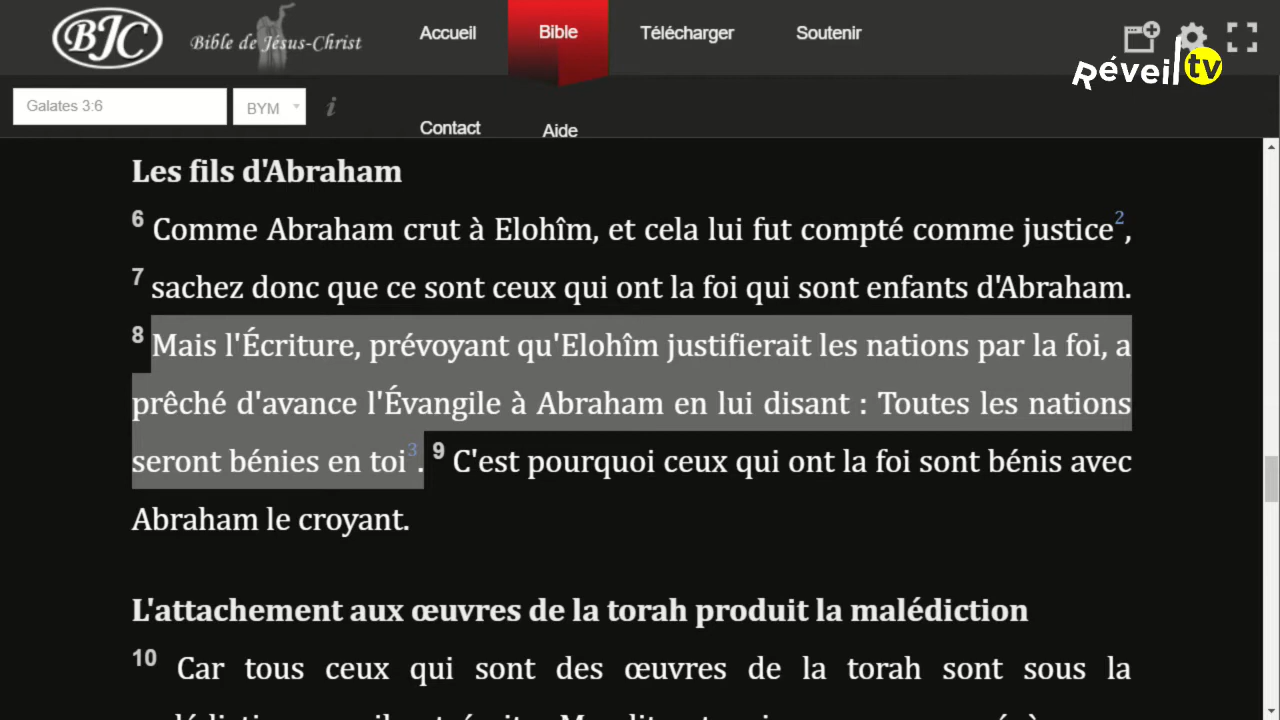 BJC
Bible de Jésus-Christ
Accueil
Bible
Télécharger
Soutenir
Réveil tv
Galates 3:6
BYM
i
Contact
Aide
Les fils d'Abraham
6 Comme Abraham crut à Elohîm, et cela lui fut compté comme justice2,
7 sachez donc que ce sont ceux qui ont la foi qui sont enfants d'Abraham.
8 Mais l'Écriture, prévoyant qu'Elohîm justifierait les nations par la foi, a
prêché d'avance l'Évangile à Abraham en lui disant : Toutes les nations
seront bénies en toi3. 9 C'est pourquoi ceux qui ont la foi sont bénis avec
Abraham le croyant.
L'attachement aux œuvres de la torah produit la malédiction
10 Car tous ceux qui sont des œuvres de la torah sont sous la